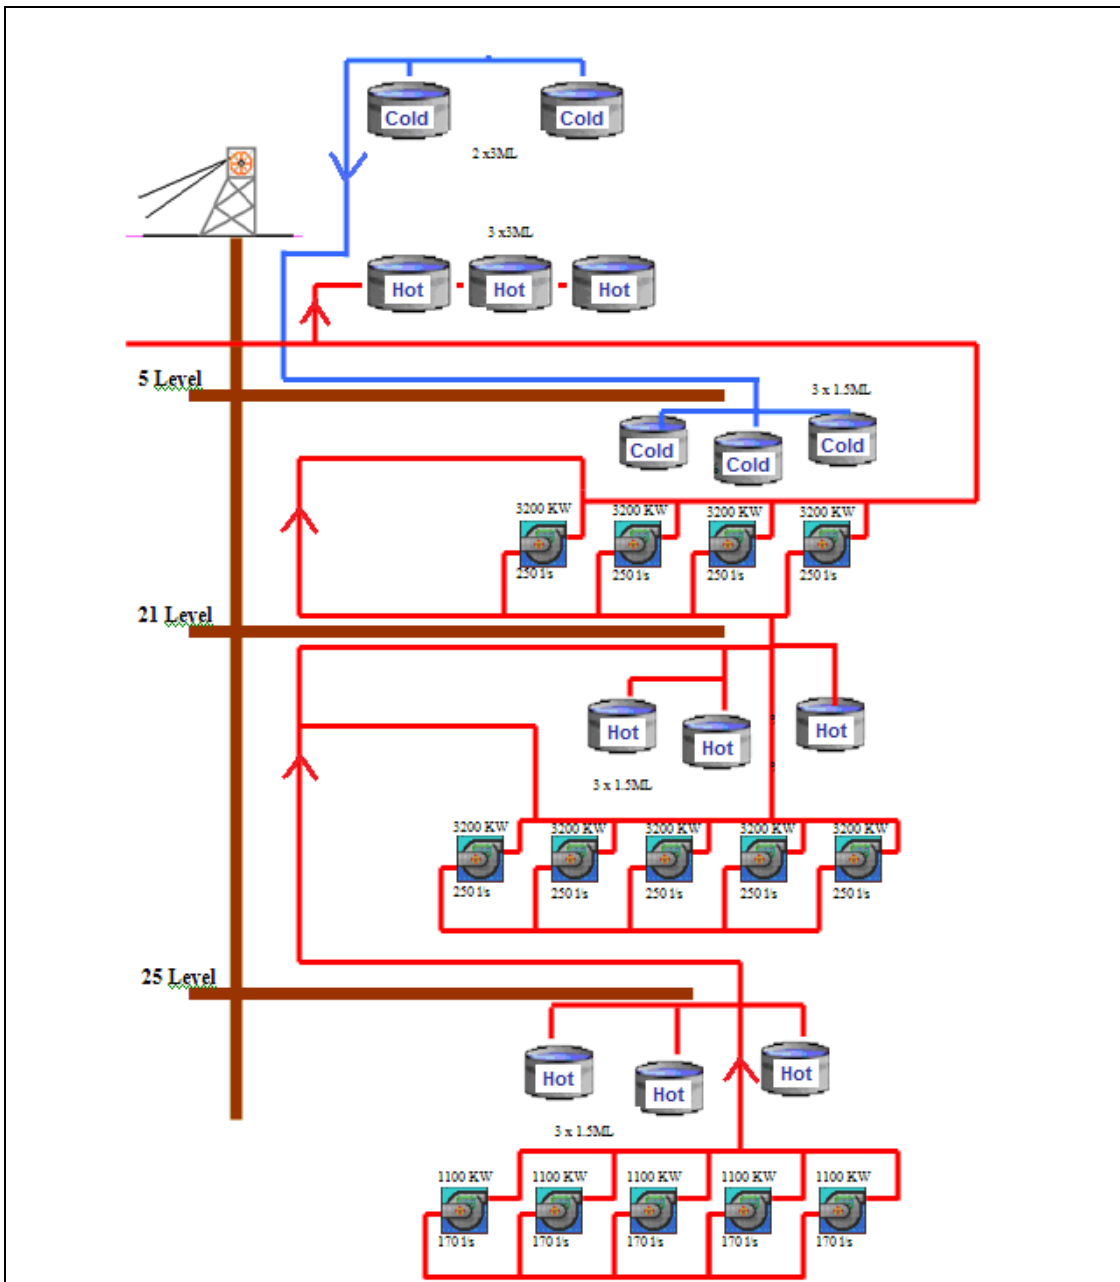 Cold Cold
2 x3ML
3 x3ML
Hot Hot Hot
5 Level
3 x 1.5ML
Cold Cold Cold
3200 KW 3200 KW 3200 KW 3200 KW
250 l/s 250 l/s 250 l/s 250 l/s
21 Level
Hot Hot Hot
3 x 1.5ML
3200 KW 3200 KW 3200 KW 3200 KW 3200 KW
250 l/s 250 l/s 250 l/s 250 l/s 250 l/s
25 Level
Hot Hot Hot
3 x 1.5ML
1100 KW 1100 KW 1100 KW 1100 KW 1100 KW
170 l/s 170 l/s 170 l/s 170 l/s 170 l/s